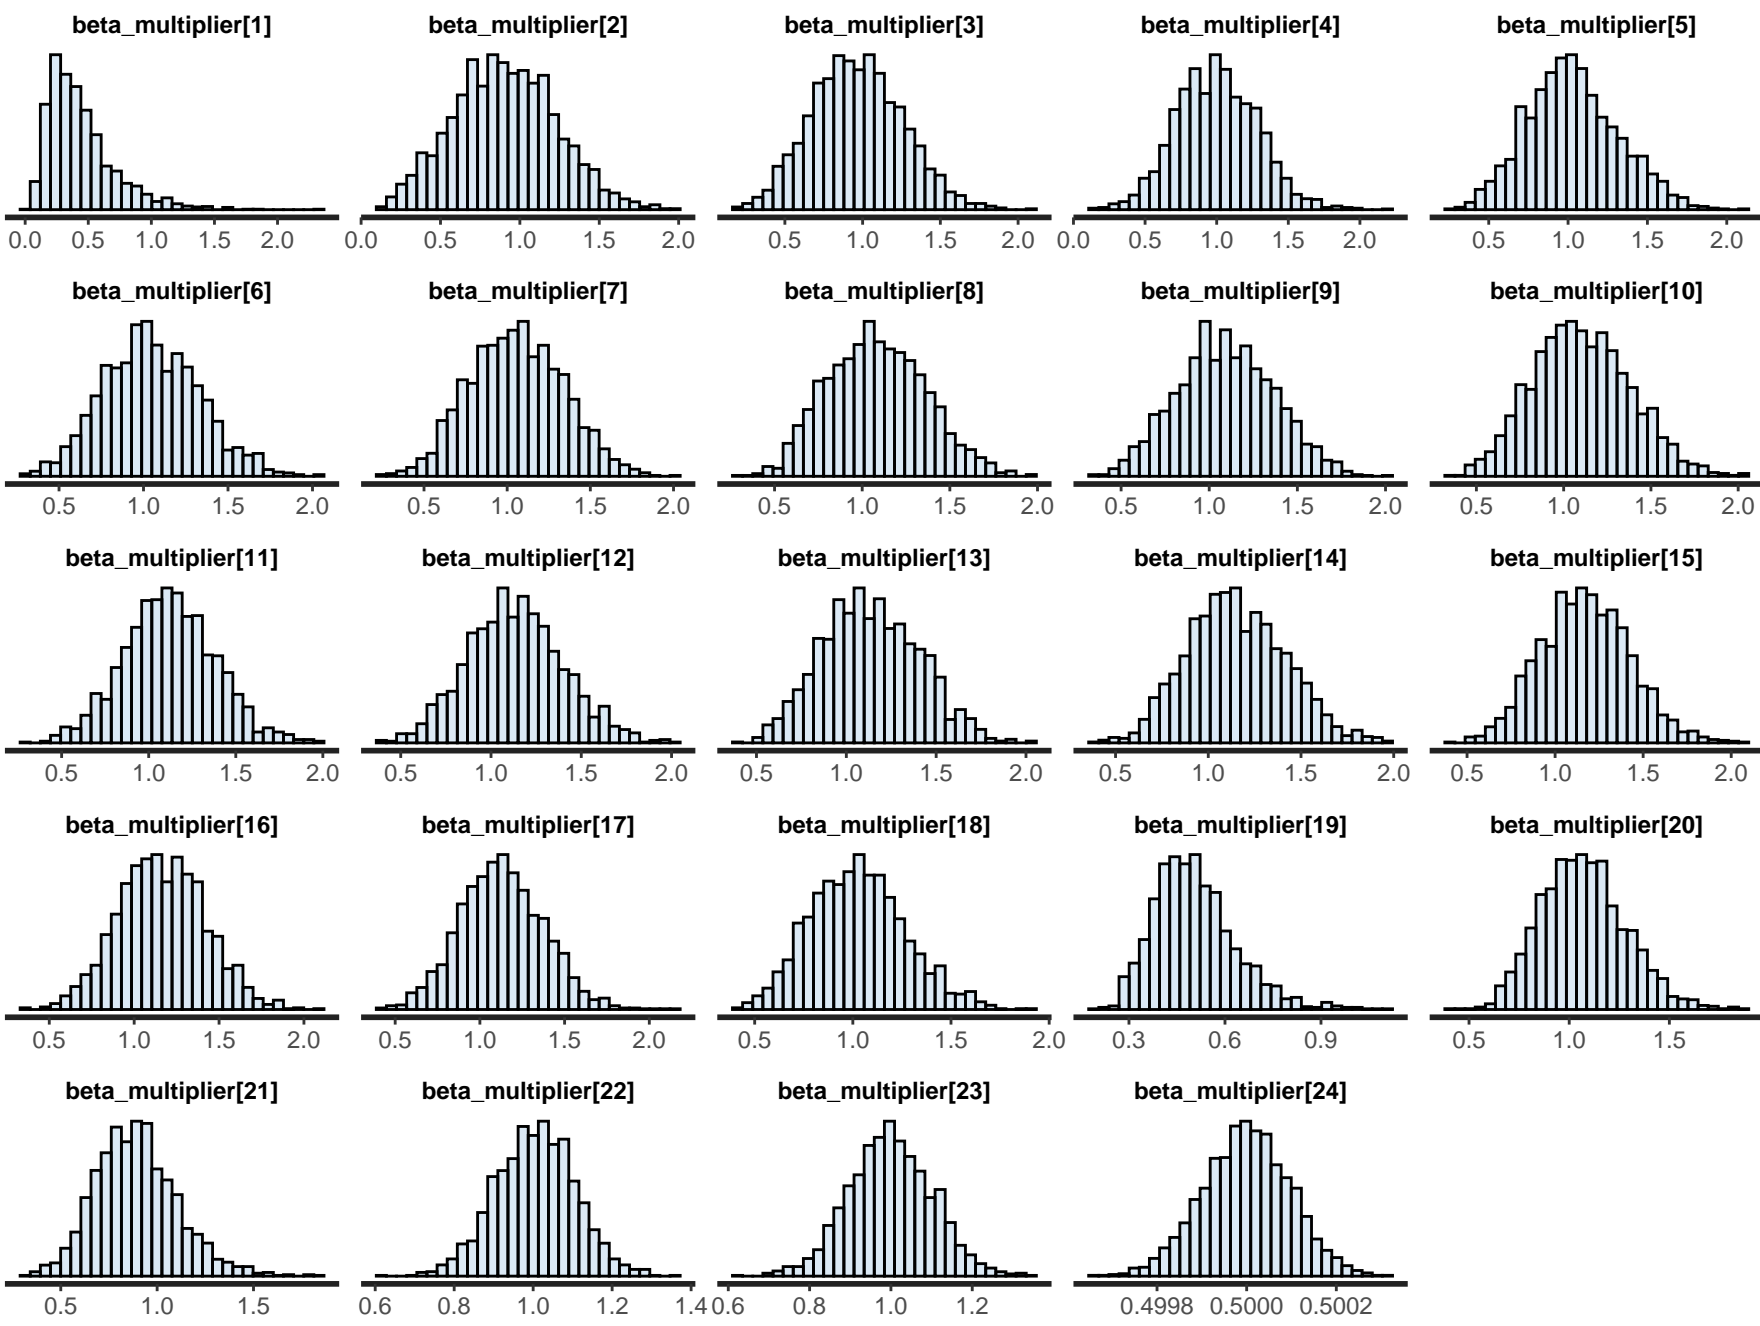 beta_multiplier[1] beta_multiplier[2] beta_multiplier[3] beta_multiplier[4] beta_multiplier[5]
0.0 0.5 1.0 1.5 2.0 0.0 0.5 1.0 1.5 2.0 0.5 1.0 1.5 2.0 0.0 0.5 1.0 1.5 2.0 0.5 1.0 1.5 2.0
beta_multiplier[6] beta_multiplier[7] beta_multiplier[8] beta_multiplier[9] beta_multiplier[10]
0.5 1.0 1.5 2.0 0.5 1.0 1.5 2.0 0.5 1.0 1.5 2.0 0.5 1.0 1.5 2.0 0.5 1.0 1.5 2.0
beta_multiplier[11] beta_multiplier[12] beta_multiplier[13] beta_multiplier[14] beta_multiplier[15]
0.5 1.0 1.5 2.0 0.5 1.0 1.5 2.0 0.5 1.0 1.5 2.0 0.5 1.0 1.5 2.0 0.5 1.0 1.5 2.0
beta_multiplier[16] beta_multiplier[17] beta_multiplier[18] beta_multiplier[19] beta_multiplier[20]
0.5 1.0 1.5 2.0 0.5 1.0 1.5 2.0 0.5 1.0 1.5 2.0 0.3 0.6 0.9 0.5 1.0 1.5
beta_multiplier[21] beta_multiplier[22] beta_multiplier[23] beta_multiplier[24]
0.5 1.0 1.5 0.6 0.8 1.0 1.2 1.4 0.6 0.8 1.0 1.2 0.4998 0.5000 0.5002